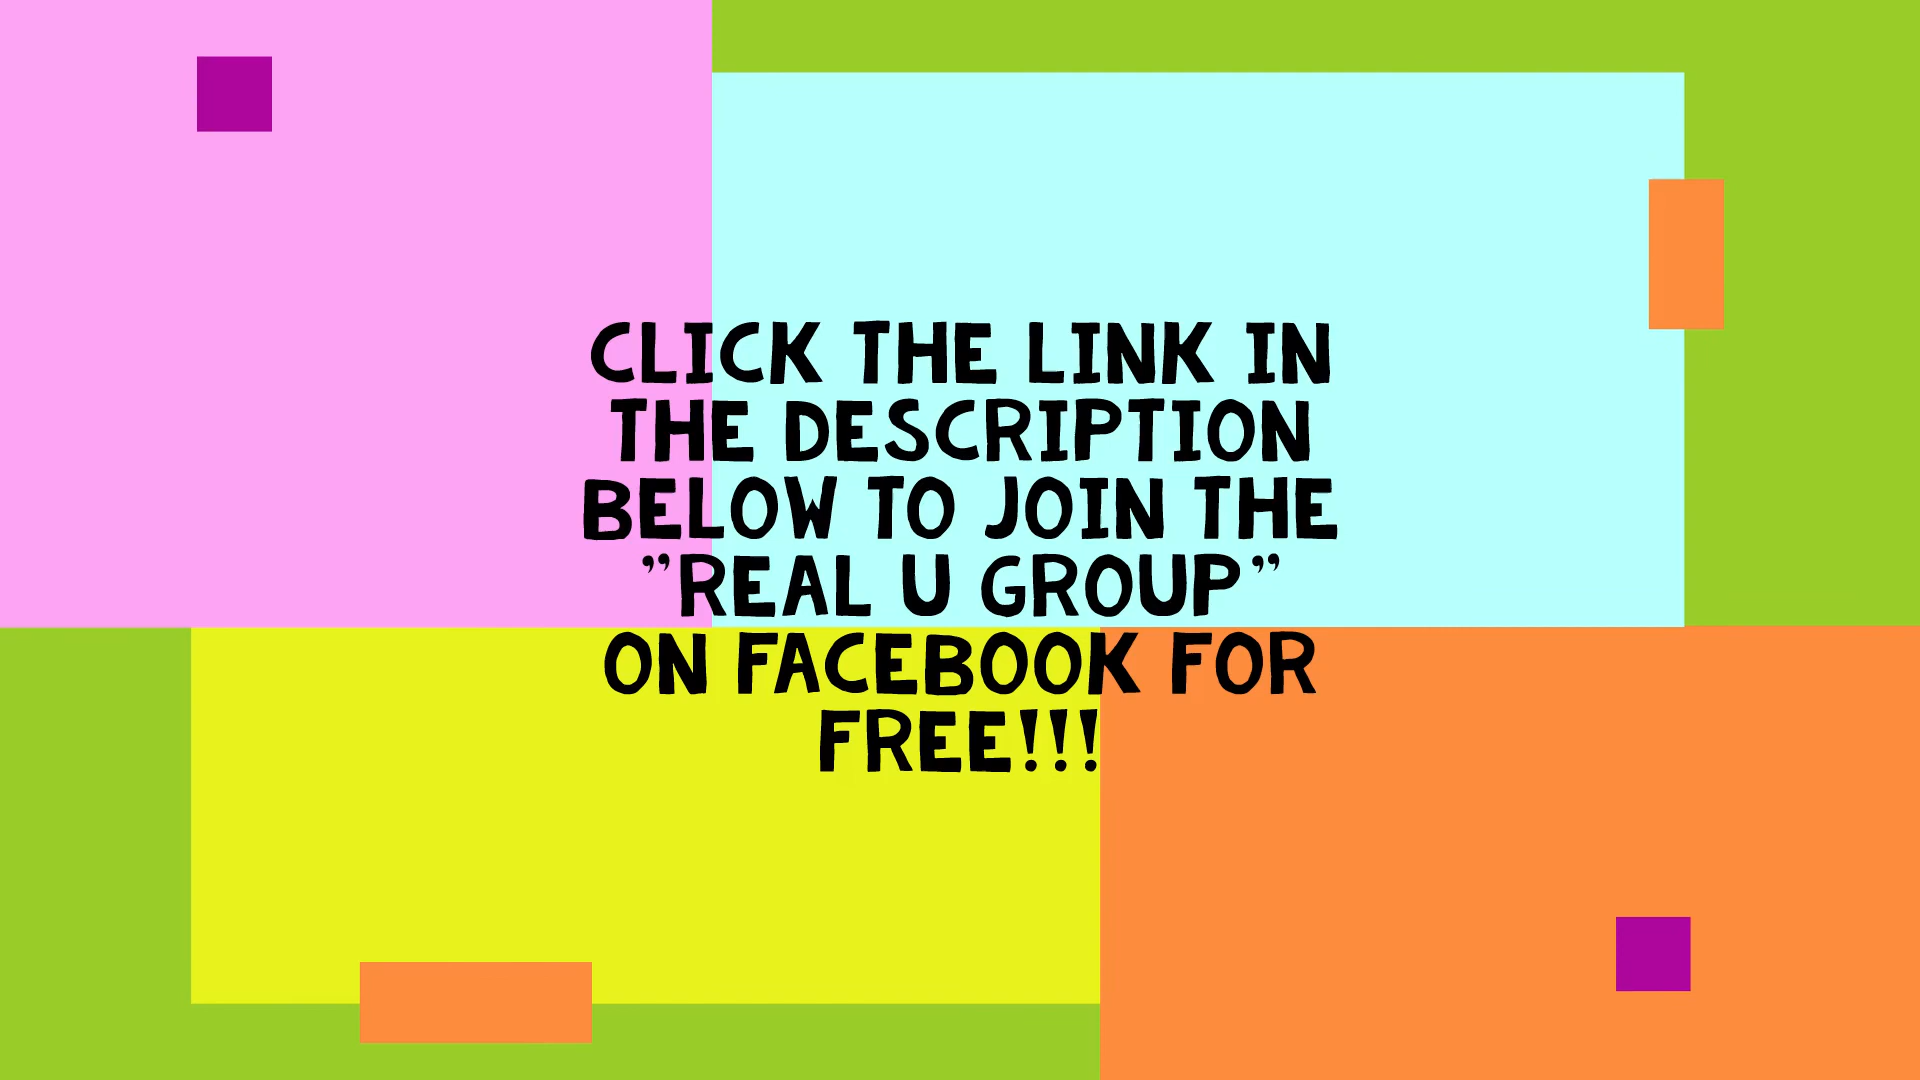 CLICK THE LINK IN
THE DESCRIPTION
BELOW TO JOIN THE
”REAL U GROUP”
ON FACEBOOK FOR
FREE!!!